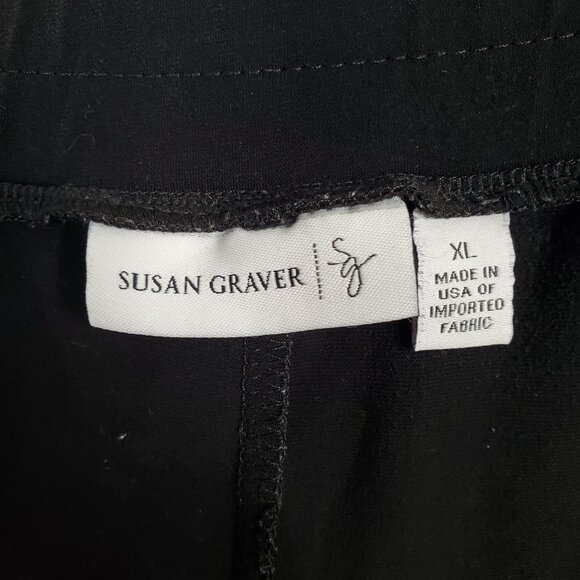 SUSAN GRAVER Sg
XL
MADE IN
USA OF
IMPORTED
FABRIC